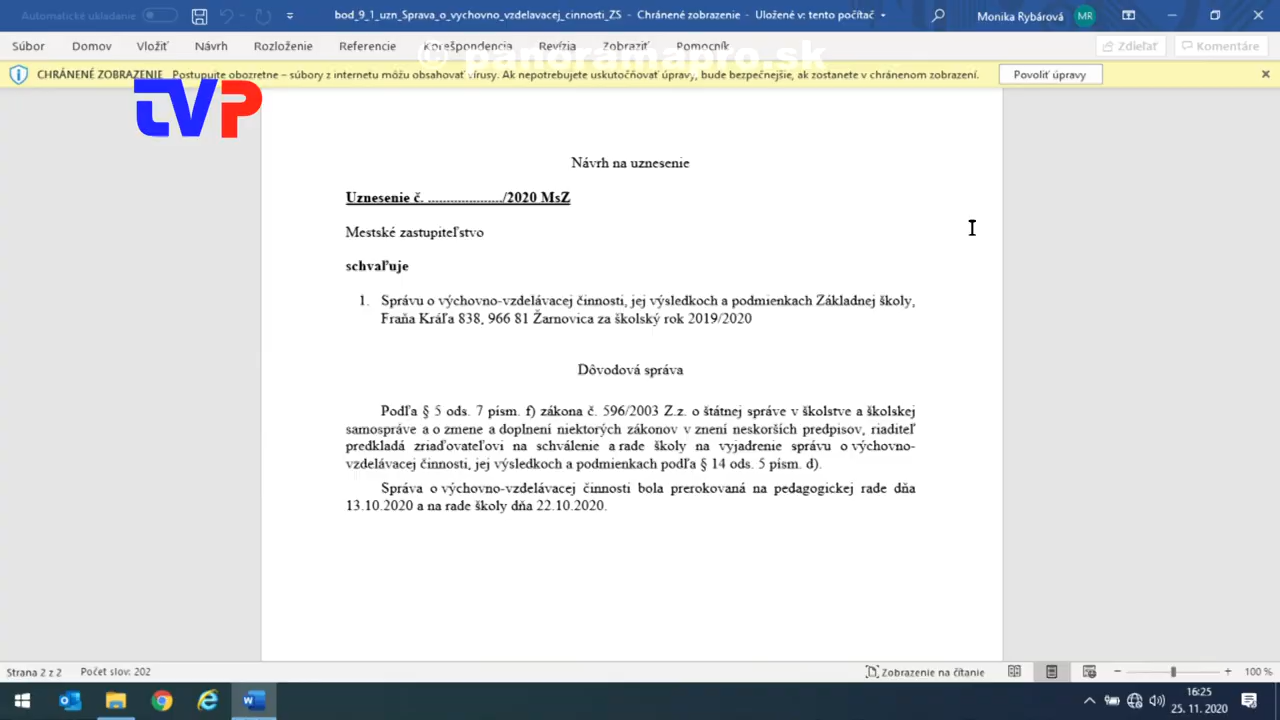 Automatické ukladanie
bod_9_1_uzn_Sprava_o_vychovno_vzdelavacej_cinnosti_ZS - Chránené zobrazenie - Uložené v: tento počítač
Monika Rybárová MR
Súbor Domov Vložiť Návrh Rozloženie Referencie Korešpondencia Revízia Zobraziť Pomocník Zdieľať Komentáre
© panoramapro.sk
CHRÁNENÉ ZOBRAZENIE Postupujte obozretne – súbory z internetu môžu obsahovať vírusy. Ak nepotrebujete uskutočňovať úpravy, bude bezpečnejšie, ak zostanete v chránenom zobrazení. Povoliť úpravy
TVP
Návrh na uznesenie
Uznesenie č. ...................../2020 MsZ
Mestské zastupiteľstvo
schvaľuje
1. Správu o výchovno-vzdelávacej činnosti, jej výsledkoch a podmienkach Základnej školy,
Fraňa Kráľa 838, 966 81 Žarnovica za školský rok 2019/2020
Dôvodová správa
Podľa § 5 ods. 7 písm. f) zákona č. 596/2003 Z.z. o štátnej správe v školstve a školskej
samospráve a o zmene a doplnení niektorých zákonov v znení neskorších predpisov, riaditeľ
predkladá zriaďovateľovi na schválenie a rade školy na vyjadrenie správu o výchovno-
vzdelávacej činnosti, jej výsledkoch a podmienkach podľa § 14 ods. 5 písm. d).
Správa o výchovno-vzdelávacej činnosti bola prerokovaná na pedagogickej rade dňa
13.10.2020 a na rade školy dňa 22.10.2020.
Strana 2 z 2 Počet slov: 202 Zobrazenie na čítanie 100 %
16:25
25. 11. 2020